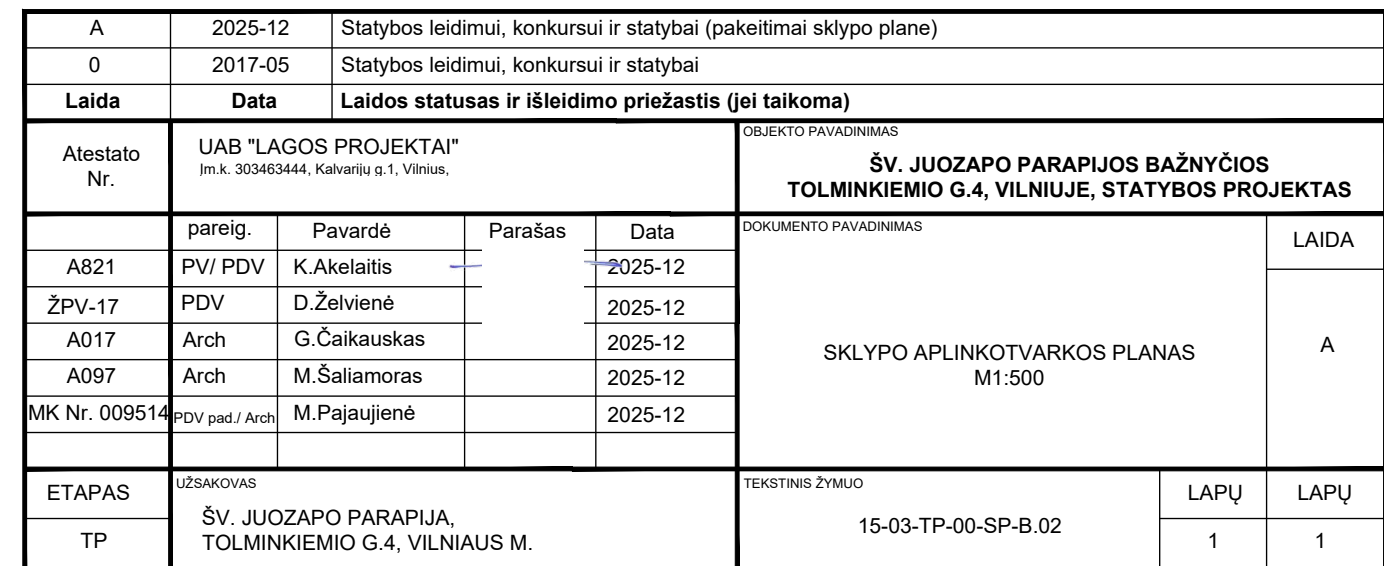 A 2025-12 Statybos leidimui, konkursui ir statybai (pakeitimai sklypo plane)
0 2017-05 Statybos leidimui, konkursui ir statybai
Laida Data Laidos statusas ir išleidimo priežastis (jei taikoma)
Atestato
Nr.
UAB "LAGOS PROJEKTAI"
Įm.k. 303463444, Kalvarijų g.1, Vilnius,
OBJEKTO PAVADINIMAS
ŠV. JUOZAPO PARAPIJOS BAŽNYČIOS
TOLMINKIEMIO G.4, VILNIUJE, STATYBOS PROJEKTAS
pareig. Pavardė Parašas Data
A821 PV/ PDV K.Akelaitis 2025-12
ŽPV-17 PDV D.Želvienė 2025-12
A017 Arch G.Čaikauskas 2025-12
A097 Arch M.Šaliamoras 2025-12
MK Nr. 009514 PDV pad./ Arch M.Pajaujienė 2025-12
DOKUMENTO PAVADINIMAS
SKLYPO APLINKOTVARKOS PLANAS
M1:500
LAIDA
A
ETAPAS
TP
UŽSAKOVAS
ŠV. JUOZAPO PARAPIJA,
TOLMINKIEMIO G.4, VILNIAUS M.
TEKSTINIS ŽYMUO
15-03-TP-00-SP-B.02
LAPŲ LAPŲ
1 1